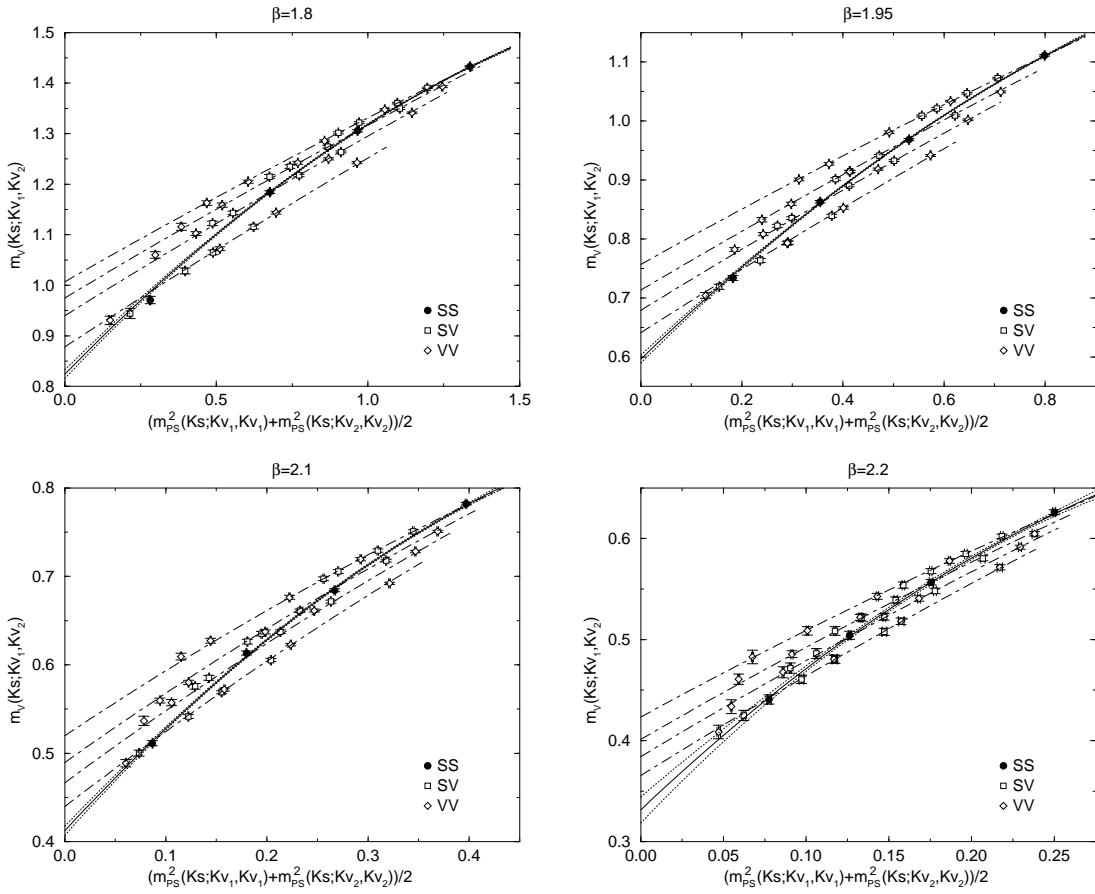 β=1.8
1.5
1.4
1.3
1.2
1.1
1.0
0.9
0.8
m_V(Ks;Kv_1,Kv_2)
SS
SV
VV
0.0 0.5 1.0 1.5
(m_PS^2(Ks;Kv_1,Kv_1)+m_PS^2(Ks;Kv_2,Kv_2))/2
β=1.95
1.1
1.0
0.9
0.8
0.7
0.6
m_V(Ks;Kv_1,Kv_2)
SS
SV
VV
0.0 0.2 0.4 0.6 0.8
(m_PS^2(Ks;Kv_1,Kv_1)+m_PS^2(Ks;Kv_2,Kv_2))/2
β=2.1
0.8
0.7
0.6
0.5
0.4
m_V(Ks;Kv_1,Kv_2)
SS
SV
VV
0.0 0.1 0.2 0.3 0.4
(m_PS^2(Ks;Kv_1,Kv_1)+m_PS^2(Ks;Kv_2,Kv_2))/2
β=2.2
0.6
0.5
0.4
0.3
m_V(Ks;Kv_1,Kv_2)
SS
SV
VV
0.00 0.05 0.10 0.15 0.20 0.25
(m_PS^2(Ks;Kv_1,Kv_1)+m_PS^2(Ks;Kv_2,Kv_2))/2